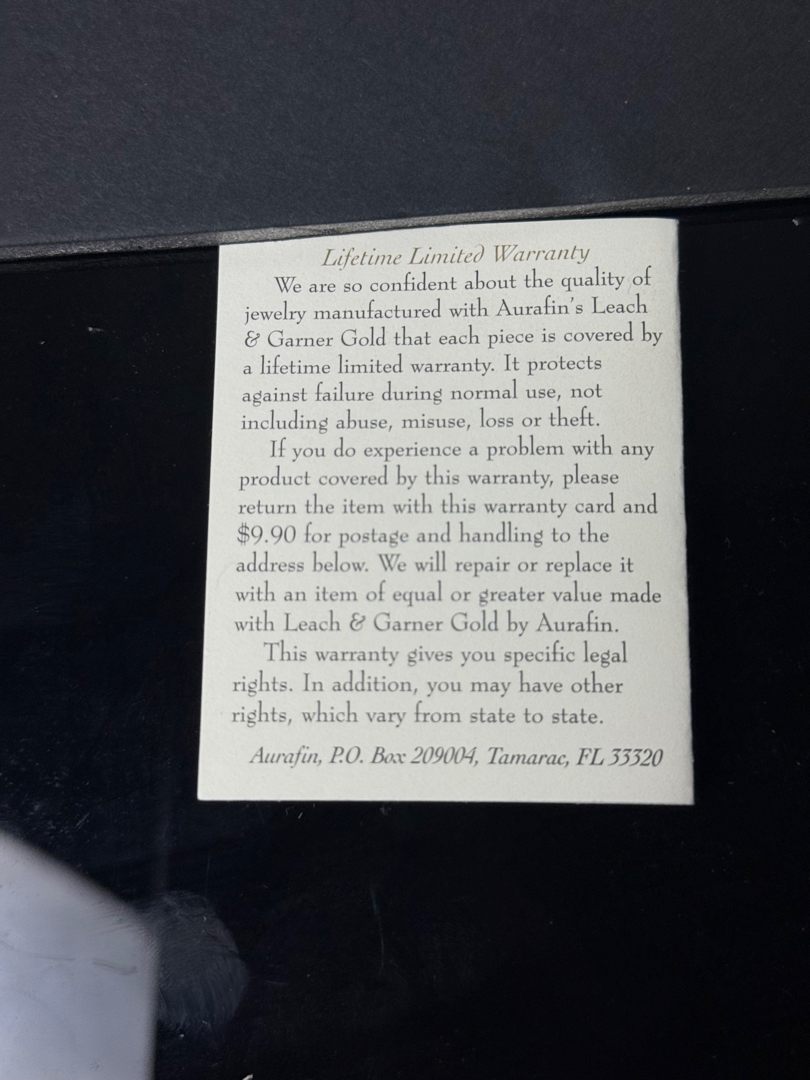 Lifetime Limited Warranty
We are so confident about the quality of
jewelry manufactured with Aurafin's Leach
& Garner Gold that each piece is covered by
a lifetime limited warranty. It protects
against failure during normal use, not
including abuse, misuse, loss or theft.
If you do experience a problem with any
product covered by this warranty, please
return the item with this warranty card and
$9.90 for postage and handling to the
address below. We will repair or replace it
with an item of equal or greater value made
with Leach & Garner Gold by Aurafin.
This warranty gives you specific legal
rights. In addition, you may have other
rights, which vary from state to state.
Aurafin, P.O. Box 209004, Tamarac, FL 33320